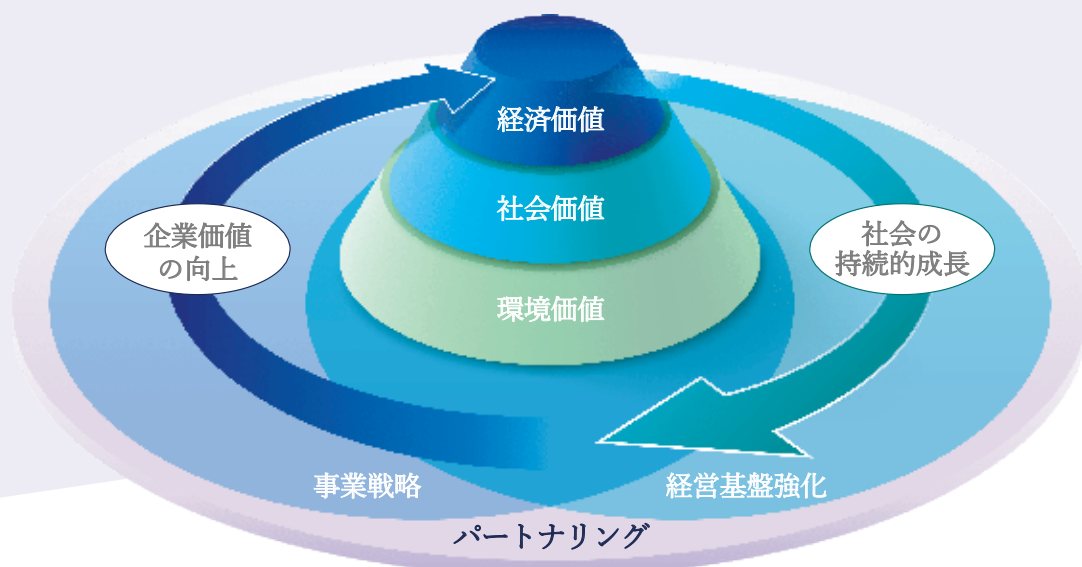 経済価値
社会価値
環境価値
企業価値
の向上
社会の
持続的成長
事業戦略
経営基盤強化
パートナリング